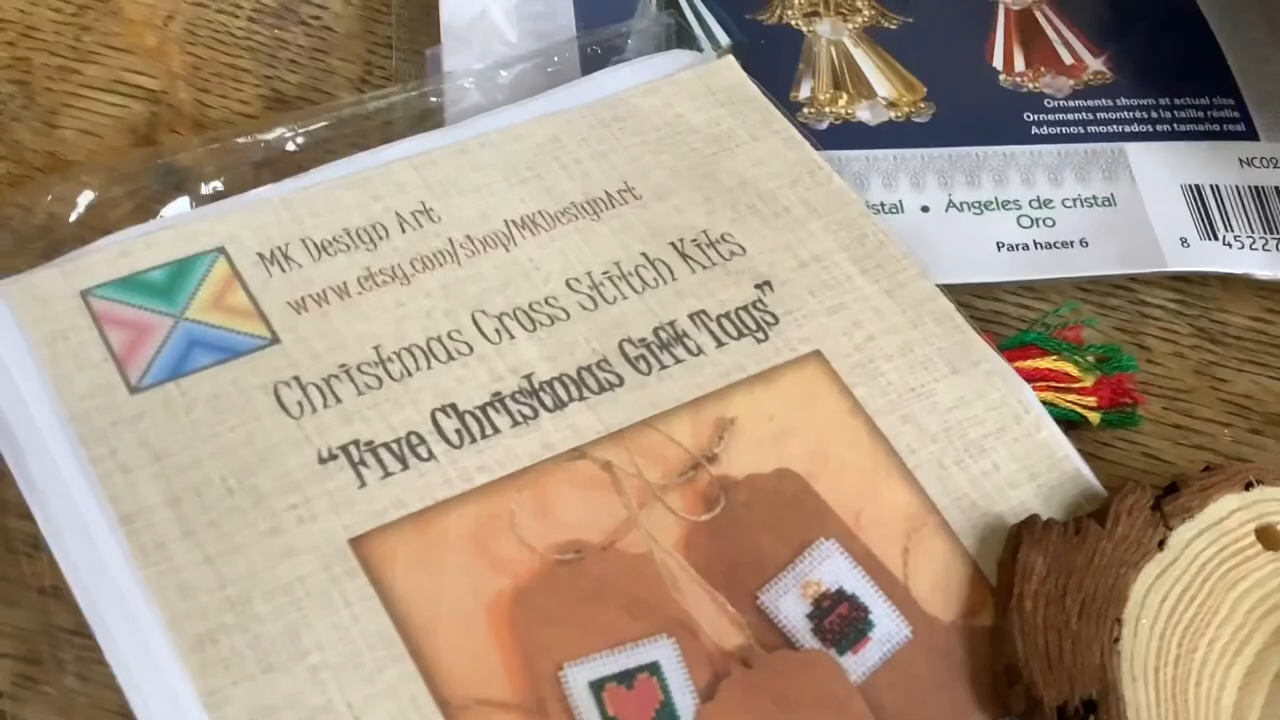 MK Design Art
www.etsy.com/shop/MKDesignArt
Christmas Cross Stitch Kits
“Five Christmas Gift Tags”
Ornaments shown at actual size
Ornements montrés à la taille réelle
Adornos mostrados en tamaño real
istal • Ángeles de cristal
Oro
Para hacer 6
NC02
8 45227